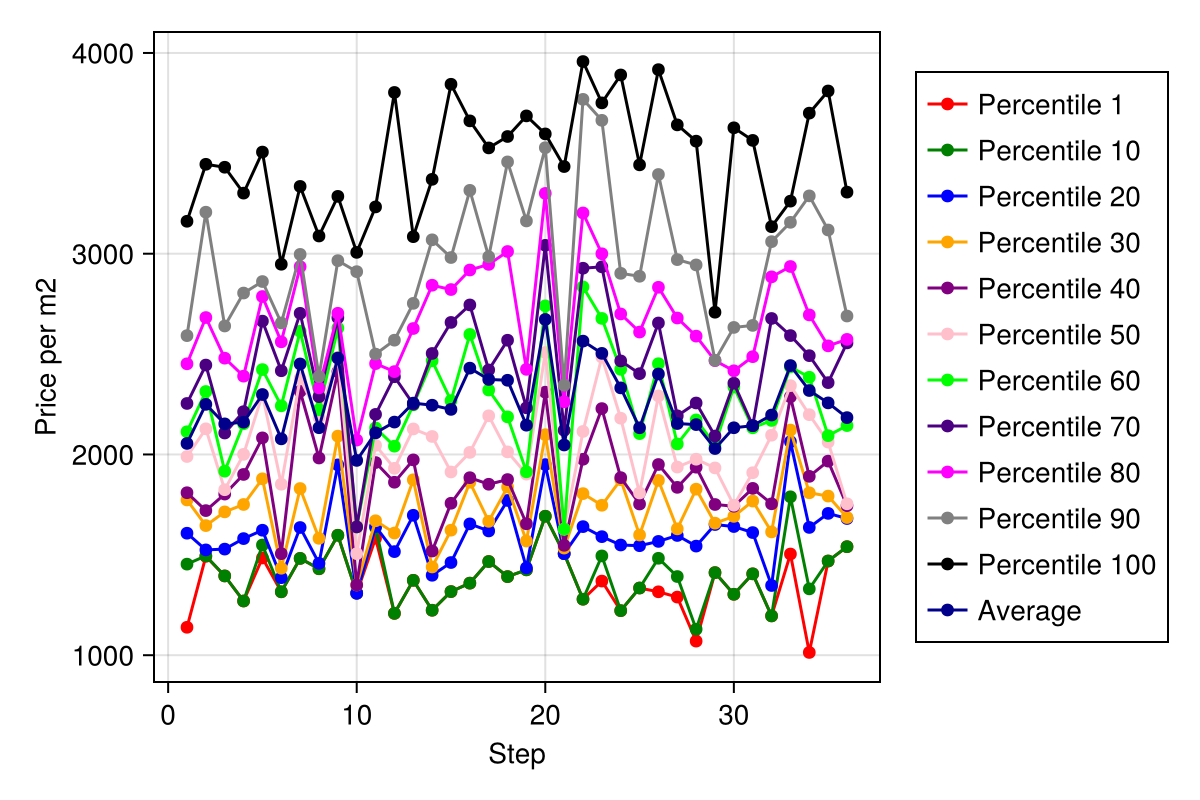 4000
3000
2000
1000
Price per m2
0
10
20
30
Step
Percentile 1
Percentile 10
Percentile 20
Percentile 30
Percentile 40
Percentile 50
Percentile 60
Percentile 70
Percentile 80
Percentile 90
Percentile 100
Average